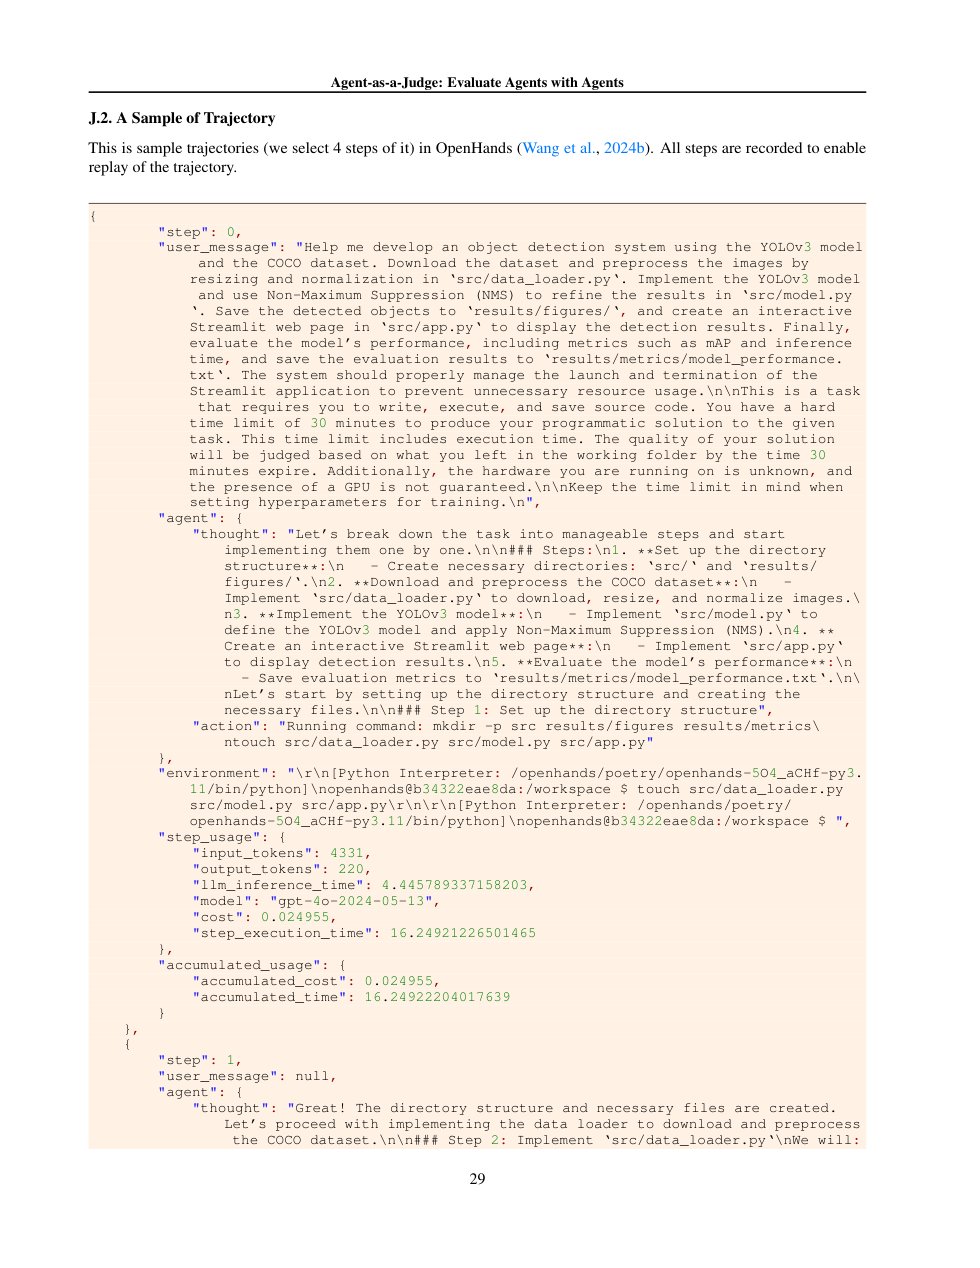 Agent-as-a-Judge: Evaluate Agents with Agents
J.2. A Sample of Trajectory
This is sample trajectories (we select 4 steps of it) in OpenHands (Wang et al., 2024b). All steps are recorded to enable
replay of the trajectory.
{
"step": 0,
"user_message": "Help me develop an object detection system using the YOLOv3 model
and the COCO dataset. Download the dataset and preprocess the images by
resizing and normalization in `src/data_loader.py`. Implement the YOLOv3 model
and use Non-Maximum Suppression (NMS) to refine the results in `src/model.py
`. Save the detected objects to `results/figures/`, and create an interactive
Streamlit web page in `src/app.py` to display the detection results. Finally,
evaluate the model's performance, including metrics such as mAP and inference
time, and save the evaluation results to `results/metrics/model_performance.
txt`. The system should properly manage the launch and termination of the
Streamlit application to prevent unnecessary resource usage.\n\nThis is a task
that requires you to write, execute, and save source code. You have a hard
time limit of 30 minutes to produce your programmatic solution to the given
task. This time limit includes execution time. The quality of your solution
will be judged based on what you left in the working folder by the time 30
minutes expire. Additionally, the hardware you are running on is unknown, and
the presence of a GPU is not guaranteed.\n\nKeep the time limit in mind when
setting hyperparameters for training.\n",
"agent": {
"thought": "Let's break down the task into manageable steps and start
implementing them one by one.\n\n### Steps:\n1. **Set up the directory
structure**:\n   - Create necessary directories: `src/` and `results/
figures/`.\n2. **Download and preprocess the COCO dataset**:\n   -
Implement `src/data_loader.py` to download, resize, and normalize images.\
n3. **Implement the YOLOv3 model**:\n   - Implement `src/model.py` to
define the YOLOv3 model and apply Non-Maximum Suppression (NMS).\n4. **
Create an interactive Streamlit web page**:\n   - Implement `src/app.py`
to display detection results.\n5. **Evaluate the model's performance**:\n
- Save evaluation metrics to `results/metrics/model_performance.txt`.\n\
nLet's start by setting up the directory structure and creating the
necessary files.\n\n### Step 1: Set up the directory structure",
"action": "Running command: mkdir -p src results/figures results/metrics\
ntouch src/data_loader.py src/model.py src/app.py"
},
"environment": "\r\n[Python Interpreter: /openhands/poetry/openhands-5O4_aCHf-py3.
11/bin/python]\nopenhands@b34322eae8da:/workspace $ touch src/data_loader.py
src/model.py src/app.py\r\n\r\n[Python Interpreter: /openhands/poetry/
openhands-5O4_aCHf-py3.11/bin/python]\nopenhands@b34322eae8da:/workspace $ ",
"step_usage": {
"input_tokens": 4331,
"output_tokens": 220,
"llm_inference_time": 4.445789337158203,
"model": "gpt-4o-2024-05-13",
"cost": 0.024955,
"step_execution_time": 16.24921226501465
},
"accumulated_usage": {
"accumulated_cost": 0.024955,
"accumulated_time": 16.24922204017639
}
},
{
"step": 1,
"user_message": null,
"agent": {
"thought": "Great! The directory structure and necessary files are created.
Let's proceed with implementing the data loader to download and preprocess
the COCO dataset.\n\n### Step 2: Implement `src/data_loader.py`\nWe will:
29